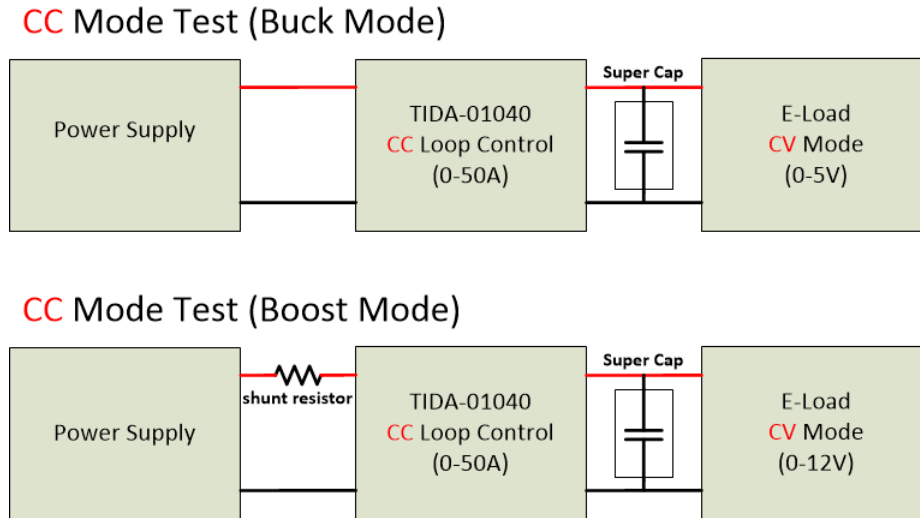 CC Mode Test (Buck Mode)
Power Supply
TIDA-01040
CC Loop Control
(0-50A)
Super Cap
E-Load
CV Mode
(0-5V)
CC Mode Test (Boost Mode)
Power Supply
shunt resistor
TIDA-01040
CC Loop Control
(0-50A)
Super Cap
E-Load
CV Mode
(0-12V)